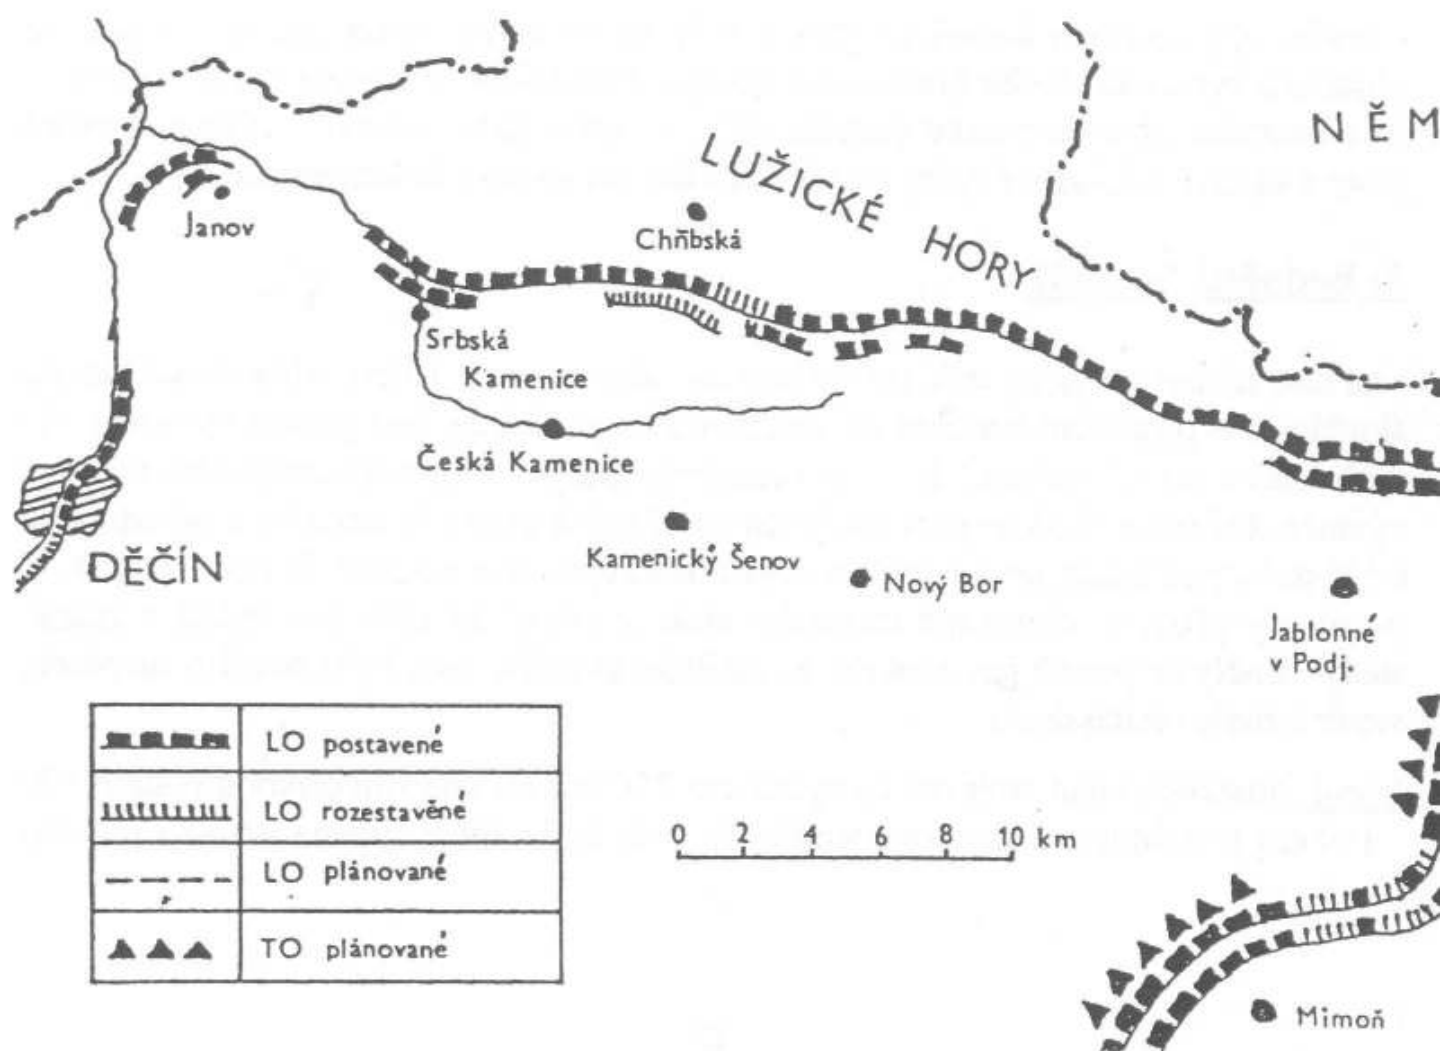 NĚM
LUŽICKÉ
HORY
Janov
Chřibská
Srbská
Kamenice
Česká Kamenice
DĚČÍN
Kamenický Šenov
Nový Bor
Jablonné
v Podj.
LO postavené
LO rozestavěné
LO plánované
TO plánované
0 2 4 6 8 10 km
Mimoň